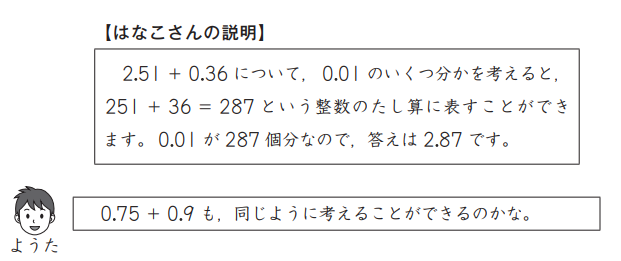 【はなこさんの説明】
2.51 + 0.36 について，0.01 のいくつ分かを考えると，
251 + 36 = 287 という整数のたし算に表すことができ
ます。0.01 が 287 個分なので，答えは 2.87 です。
0.75 + 0.9 も，同じように考えることができるのかな。
ようた